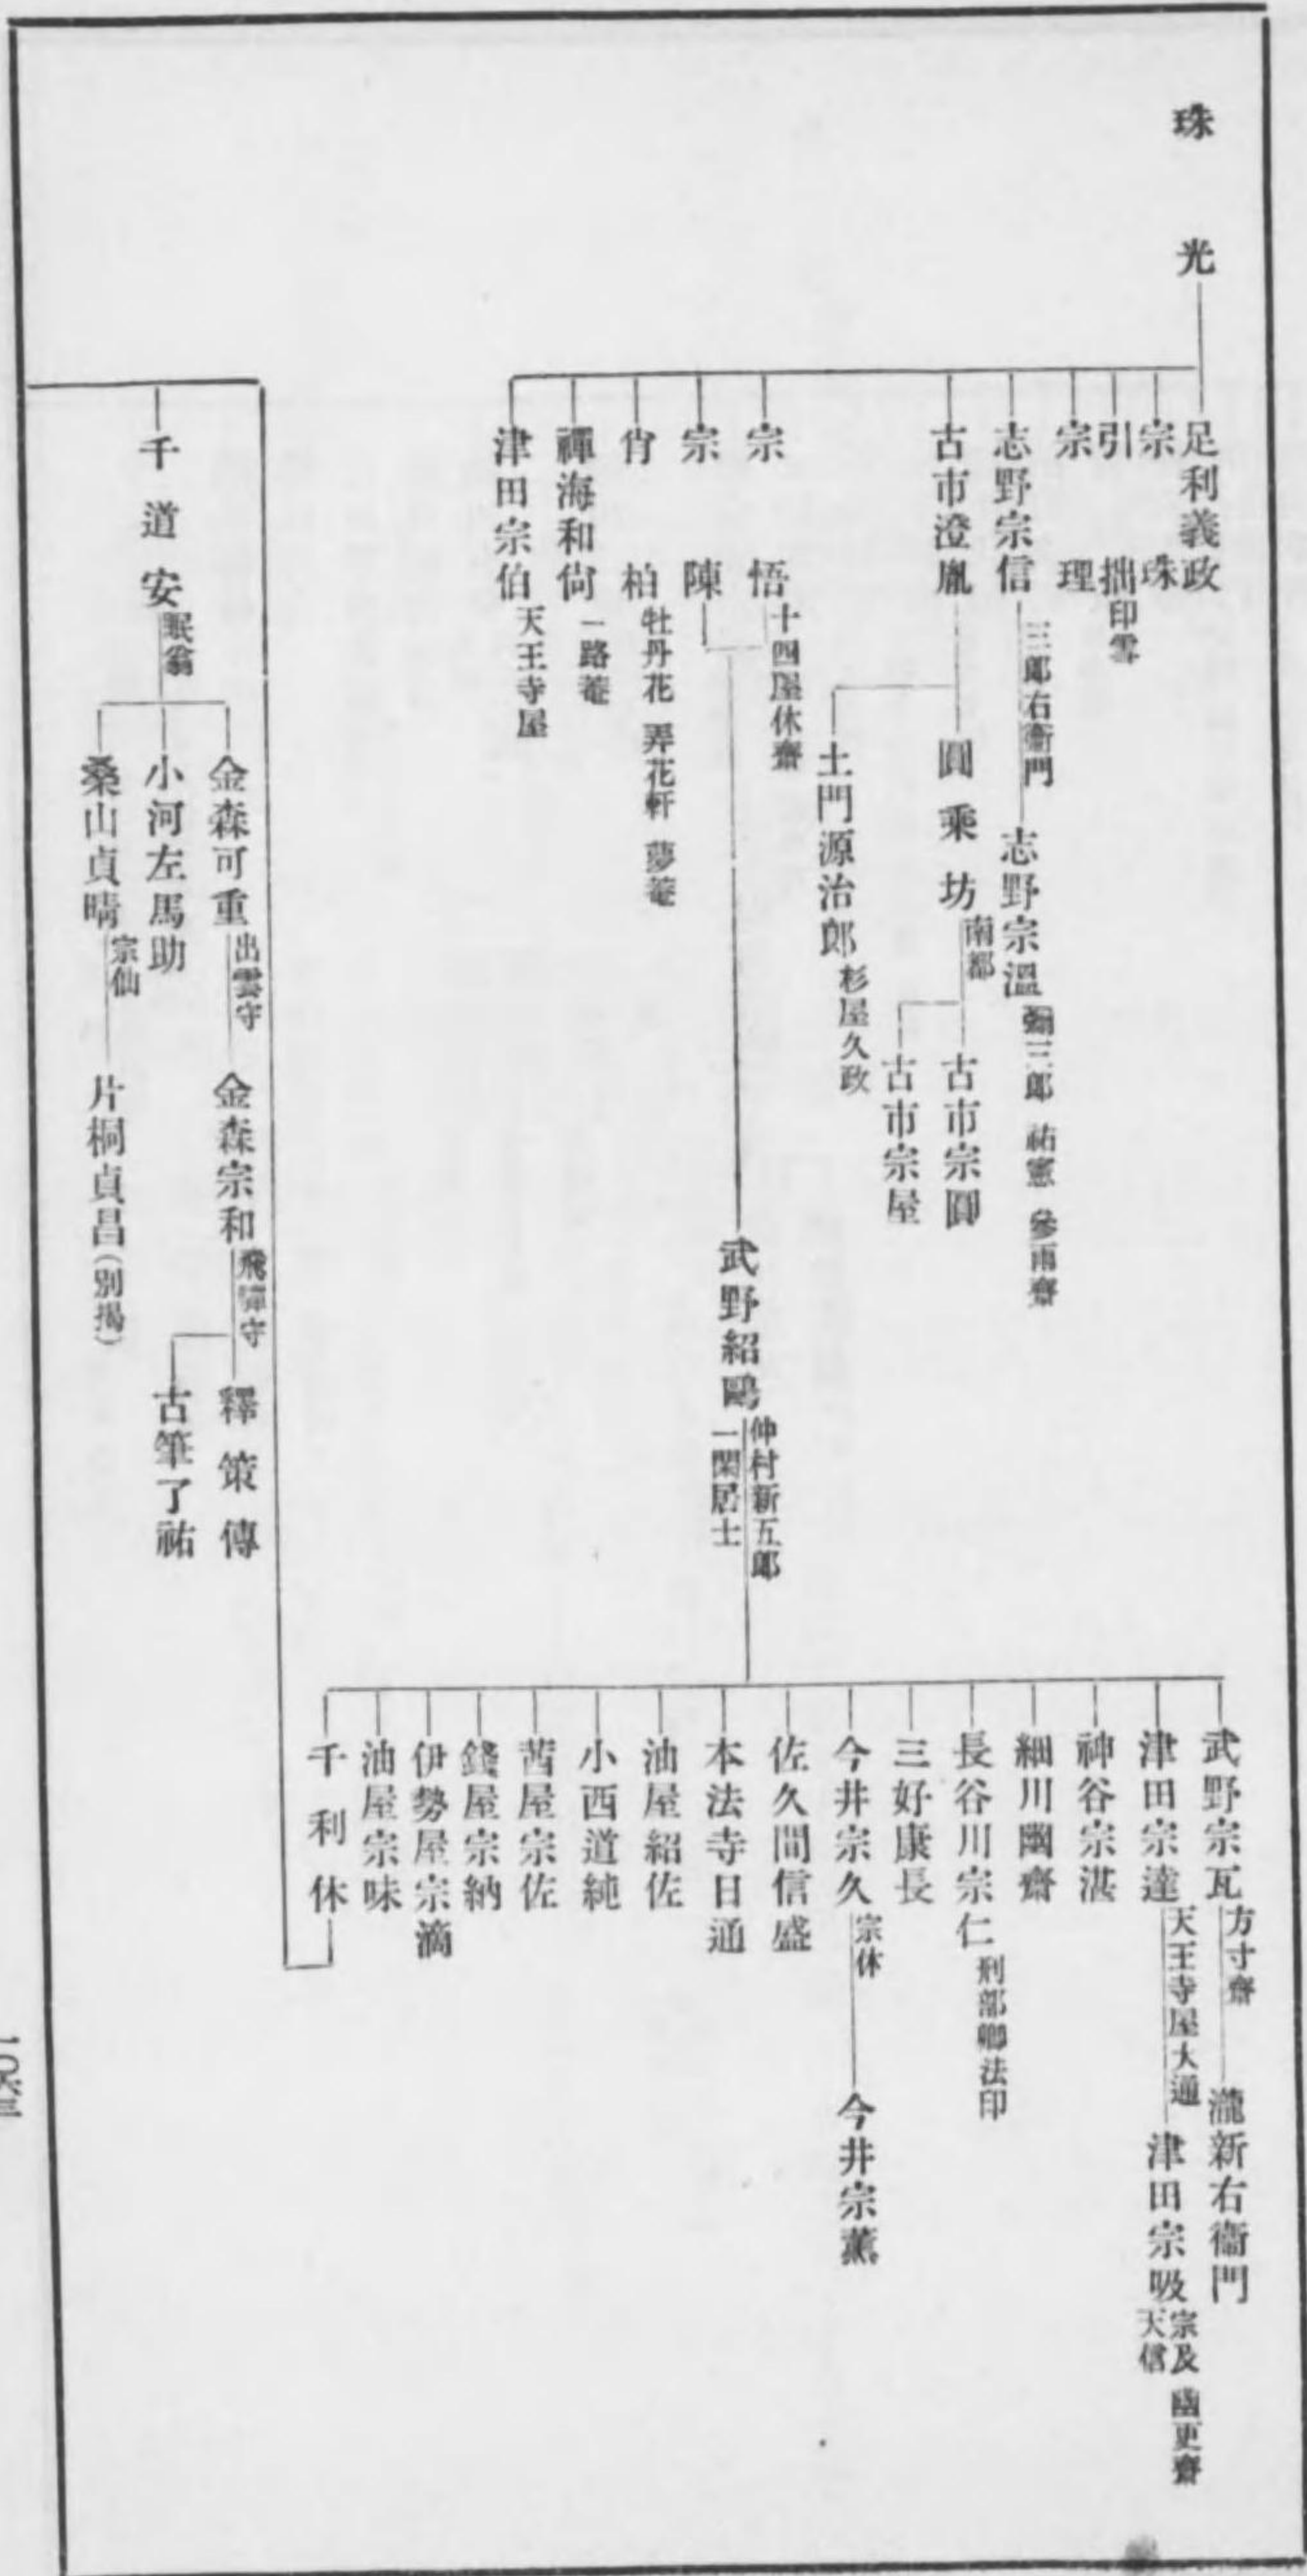 珠光
足利義政
宗珠
引拙 印雪
宗理
志野宗信 三郎右衞門
志野宗溫 彌三郎 祐憲 參雨齋
古市澄胤
圓乘坊 南都
古市宗圓
古市宗屋
土門源治郎 杉屋久政
宗悟 十四屋休齋
宗陳
武野紹鷗 仲村新五郎 一閑居士
肖柏 牡丹花 弄花軒 夢菴
禪海和尙 一路菴
津田宗伯 天王寺屋
武野宗瓦 方寸齋
瀧新右衞門
津田宗達 天王寺屋大通
津田宗吸 宗及 幽更齋 天信
神谷宗湛
細川幽齋
長谷川宗仁 刑部卿法印
三好康長
今井宗久 宗休
今井宗薰
佐久間信盛
本法寺日通
油屋紹佐
小西道純
茜屋宗佐
錢屋宗納
伊勢屋宗滴
油屋宗味
千利休
千道安 眠翁
金森可重 出雲守
金森宗和 飛驒守
釋策傳
古筆了祐
小河左馬助
桑山貞晴 宗仙
片桐貞昌(別揭)
一〇六三